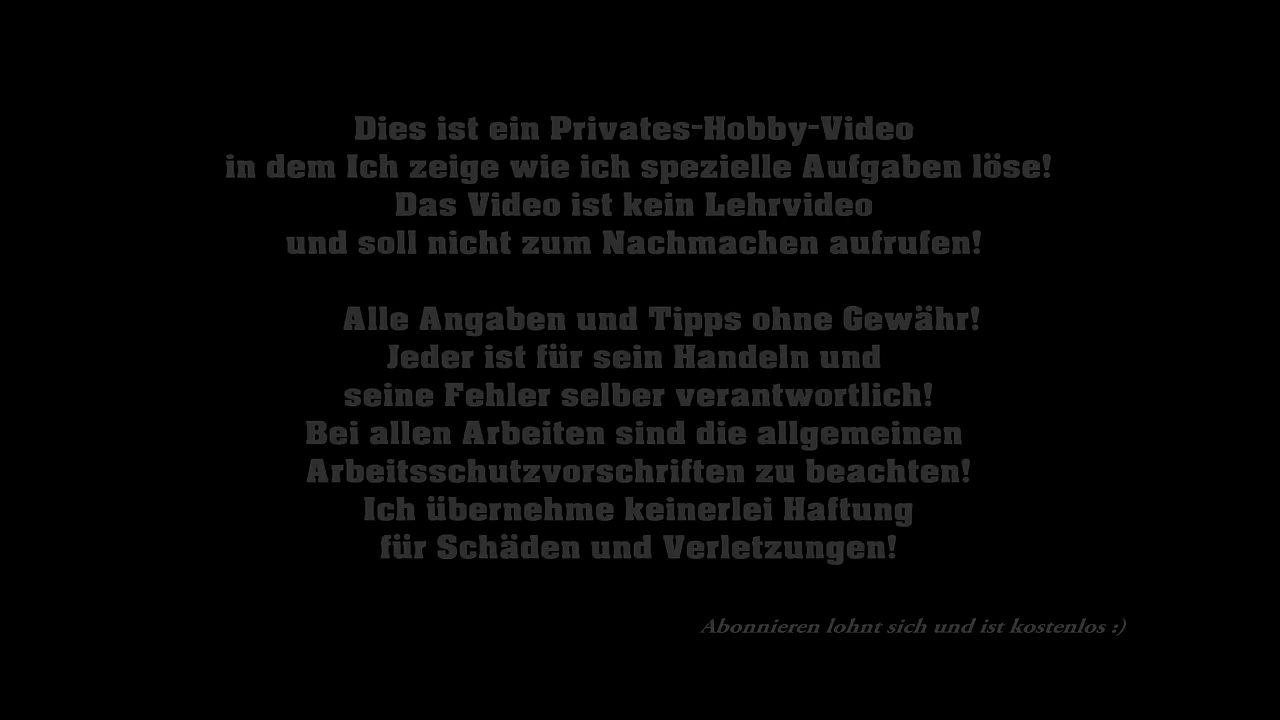 Dies ist ein Privates-Hobby-Video
in dem Ich zeige wie ich spezielle Aufgaben löse!
Das Video ist kein Lehrvideo
und soll nicht zum Nachmachen aufrufen!
Alle Angaben und Tipps ohne Gewähr!
Jeder ist für sein Handeln und
seine Fehler selber verantwortlich!
Bei allen Arbeiten sind die allgemeinen
Arbeitsschutzvorschriften zu beachten!
Ich übernehme keinerlei Haftung
für Schäden und Verletzungen!
Abonnieren lohnt sich und ist kostenlos :)